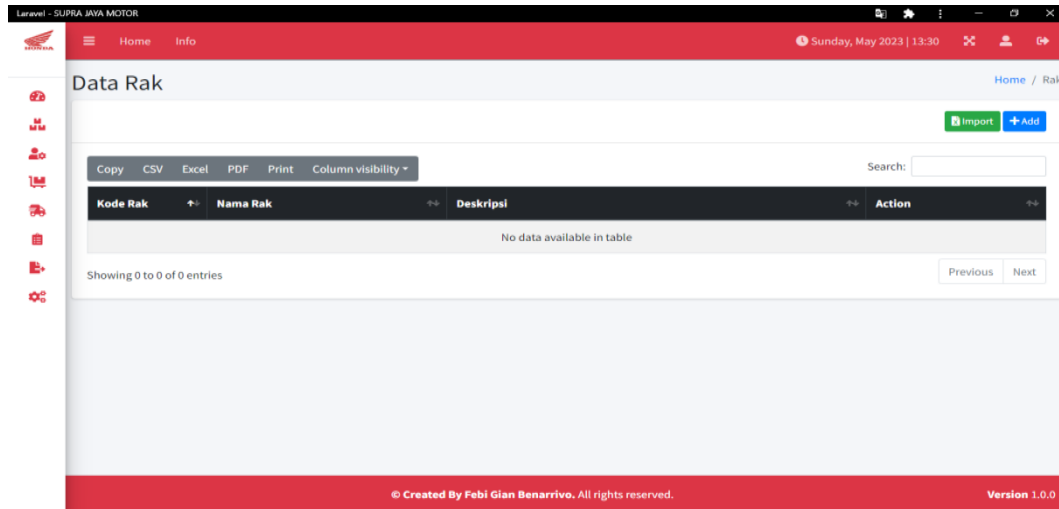 Laravel - SUPRA JAYA MOTOR
HONDA
Home Info Sunday, May 2023 | 13:30
Data Rak Home / Rak
Import Add
Copy CSV Excel PDF Print Column visibility Search:
Kode Rak Nama Rak Deskripsi Action
No data available in table
Showing 0 to 0 of 0 entries Previous Next
© Created By Febi Gian Benarrivo. All rights reserved. Version 1.0.0